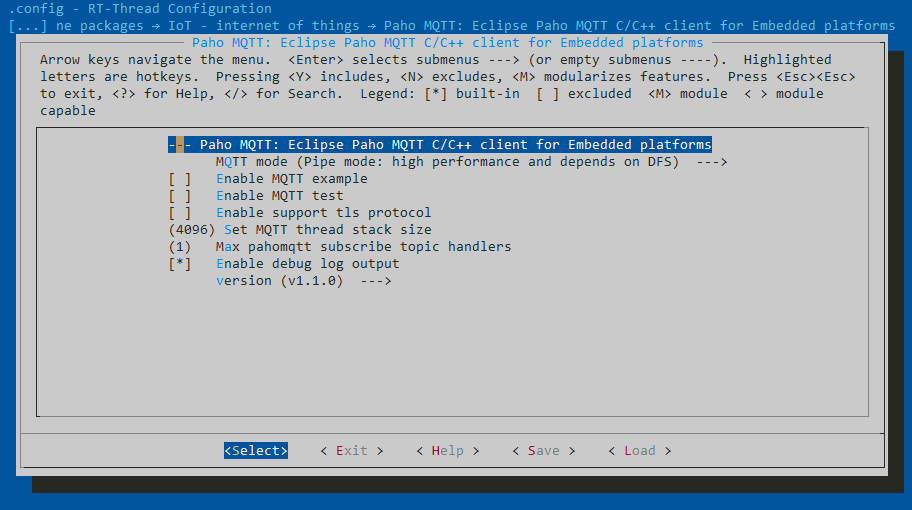 .config - RT-Thread Configuration
[...] ne packages → IoT - internet of things → Paho MQTT: Eclipse Paho MQTT C/C++ client for Embedded platforms
Paho MQTT: Eclipse Paho MQTT C/C++ client for Embedded platforms
Arrow keys navigate the menu.  <Enter> selects submenus ---> (or empty submenus ----).  Highlighted
letters are hotkeys.  Pressing <Y> includes, <N> excludes, <M> modularizes features.  Press <Esc><Esc>
to exit, <?> for Help, </> for Search.  Legend: [*] built-in  [ ] excluded  <M> module  < > module
capable
--- Paho MQTT: Eclipse Paho MQTT C/C++ client for Embedded platforms
MQTT mode (Pipe mode: high performance and depends on DFS)  --->
[ ]   Enable MQTT example
[ ]   Enable MQTT test
[ ]   Enable support tls protocol
(4096) Set MQTT thread stack size
(1)   Max pahomqtt subscribe topic handlers
[*]   Enable debug log output
version (v1.1.0)  --->
<Select>    < Exit >    < Help >    < Save >    < Load >